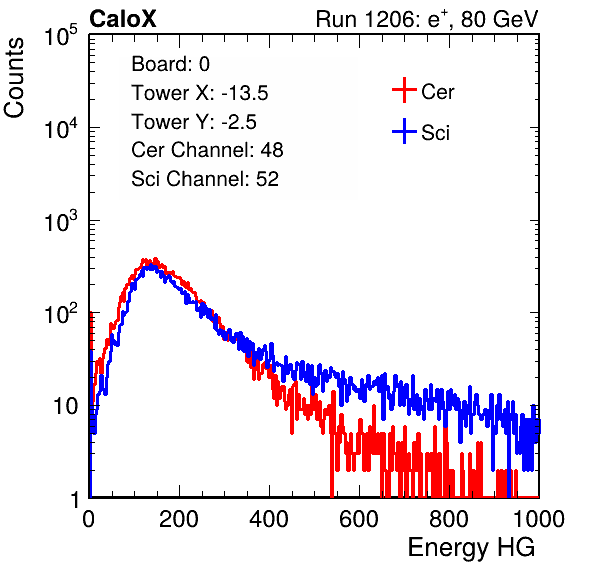 CaloX Run 1206: e⁺, 80 GeV
Counts
Board: 0
Tower X: -13.5
Tower Y: -2.5
Cer Channel: 48
Sci Channel: 52
Cer
Sci
10⁵
10⁴
10³
10²
10
1
0 200 400 600 800 1000
Energy HG